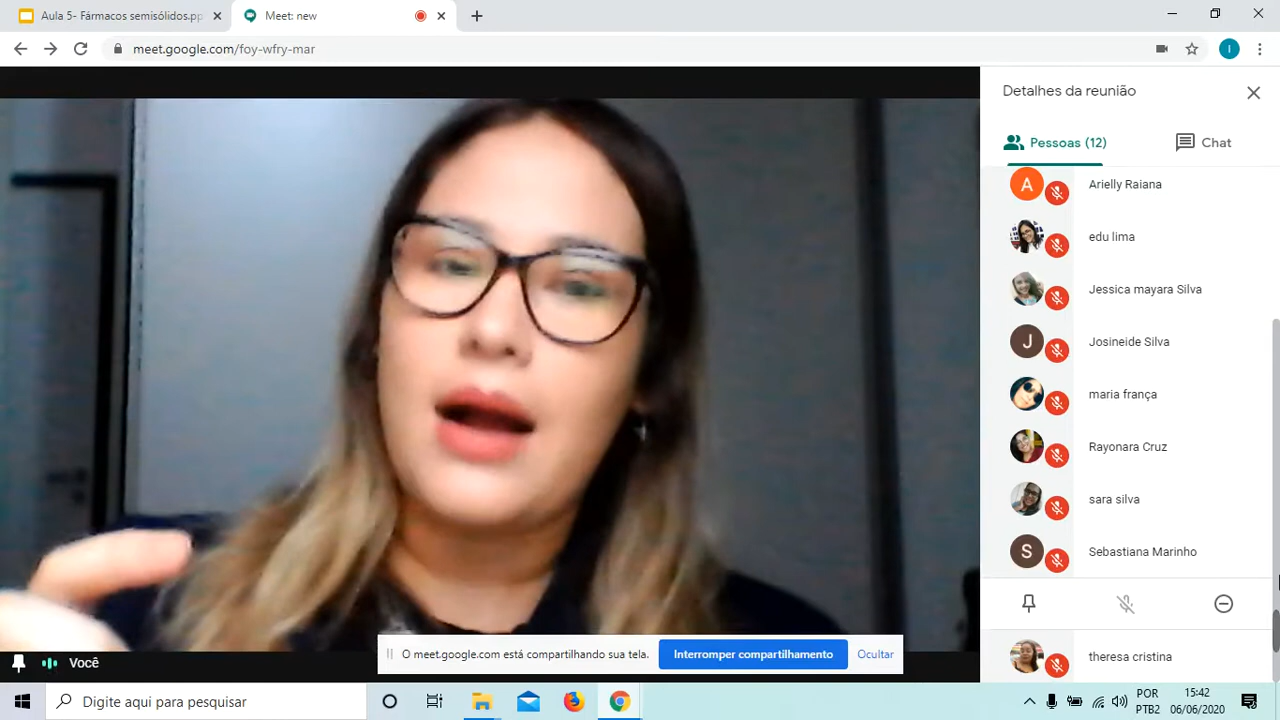 Aula 5- Fármacos semisólidos.pp
Meet: new
meet.google.com/foy-wfry-mar
I
Detalhes da reunião
Pessoas (12)
Chat
A
Arielly Raiana
edu lima
Jessica mayara Silva
J
Josineide Silva
maria frança
Rayonara Cruz
sara silva
S
Sebastiana Marinho
theresa cristina
O meet.google.com está compartilhando sua tela.
Interromper compartilhamento
Ocultar
Você
Digite aqui para pesquisar
POR
PTB2
15:42
06/06/2020